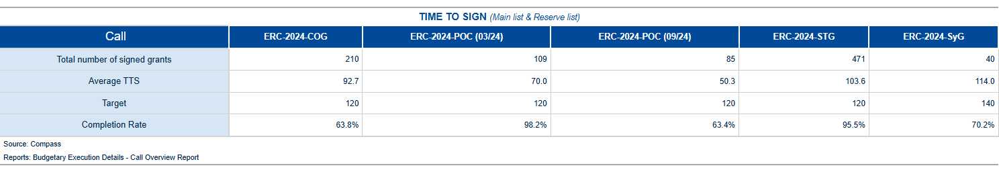 TIME TO SIGN (Main list & Reserve list)
Call ERC-2024-COG ERC-2024-POC (03/24) ERC-2024-POC (09/24) ERC-2024-STG ERC-2024-SyG
Total number of signed grants 210 109 85 471 40
Average TTS 92.7 70.0 50.3 103.6 114.0
Target 120 120 120 120 140
Completion Rate 63.8% 98.2% 63.4% 95.5% 70.2%
Source: Compass
Reports: Budgetary Execution Details - Call Overview Report